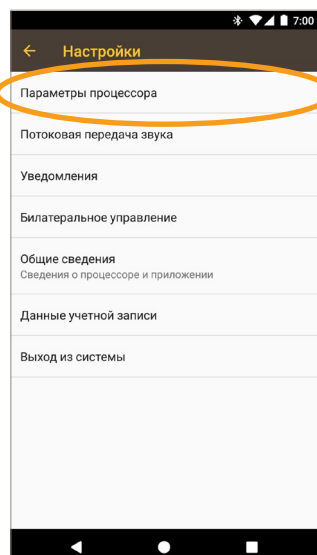 7:00
Настройки
Параметры процессора
Потоковая передача звука
Уведомления
Билатеральное управление
Общие сведения
Сведения о процессоре и приложении
Данные учетной записи
Выход из системы